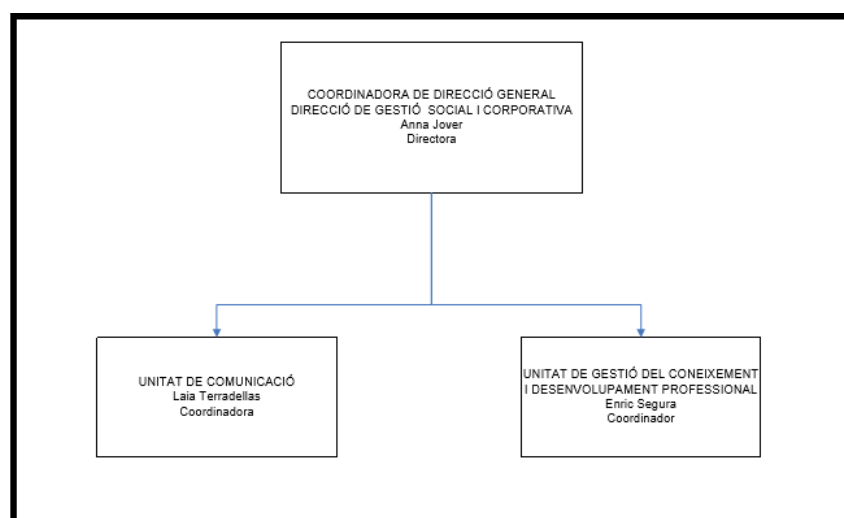 COORDINADORA DE DIRECCIÓ GENERAL
DIRECCIÓ DE GESTIÓ SOCIAL I CORPORATIVA
Anna Jover
Directora
UNITAT DE COMUNICACIÓ
Laia Terradellas
Coordinadora
UNITAT DE GESTIÓ DEL CONEIXEMENT
I DESENVOLUPAMENT PROFESSIONAL
Enric Segura
Coordinador